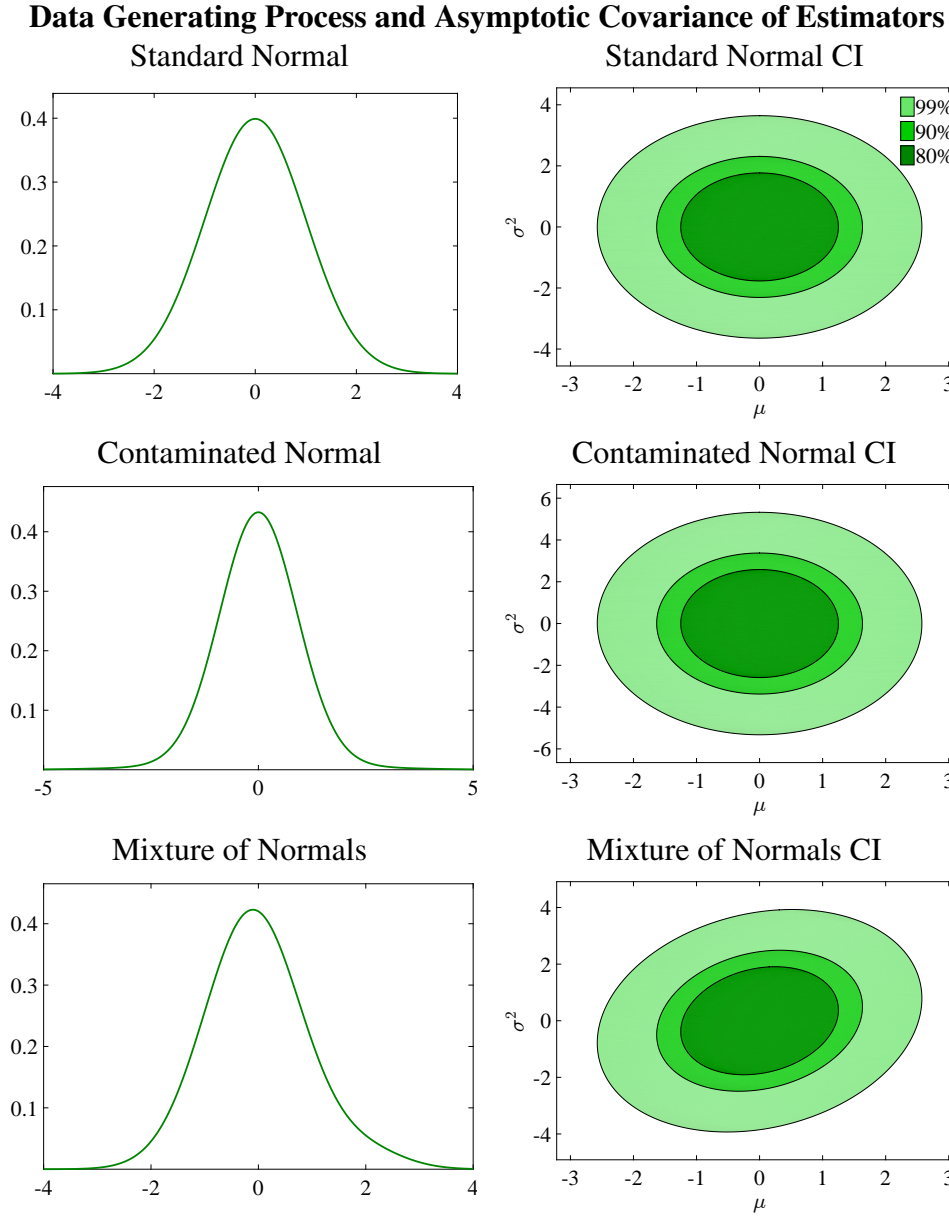 Data Generating Process and Asymptotic Covariance of Estimators
Standard Normal
0.4
0.3
0.2
0.1
-4 -2 0 2 4
Standard Normal CI
99%
90%
80%
4
2
0
-2
-4
σ²
-3 -2 -1 0 1 2 3
μ
Contaminated Normal
0.4
0.3
0.2
0.1
-5 0 5
Contaminated Normal CI
6
4
2
0
-2
-4
-6
σ²
-3 -2 -1 0 1 2 3
μ
Mixture of Normals
0.4
0.3
0.2
0.1
-4 -2 0 2 4
Mixture of Normals CI
4
2
0
-2
-4
σ²
-3 -2 -1 0 1 2 3
μ